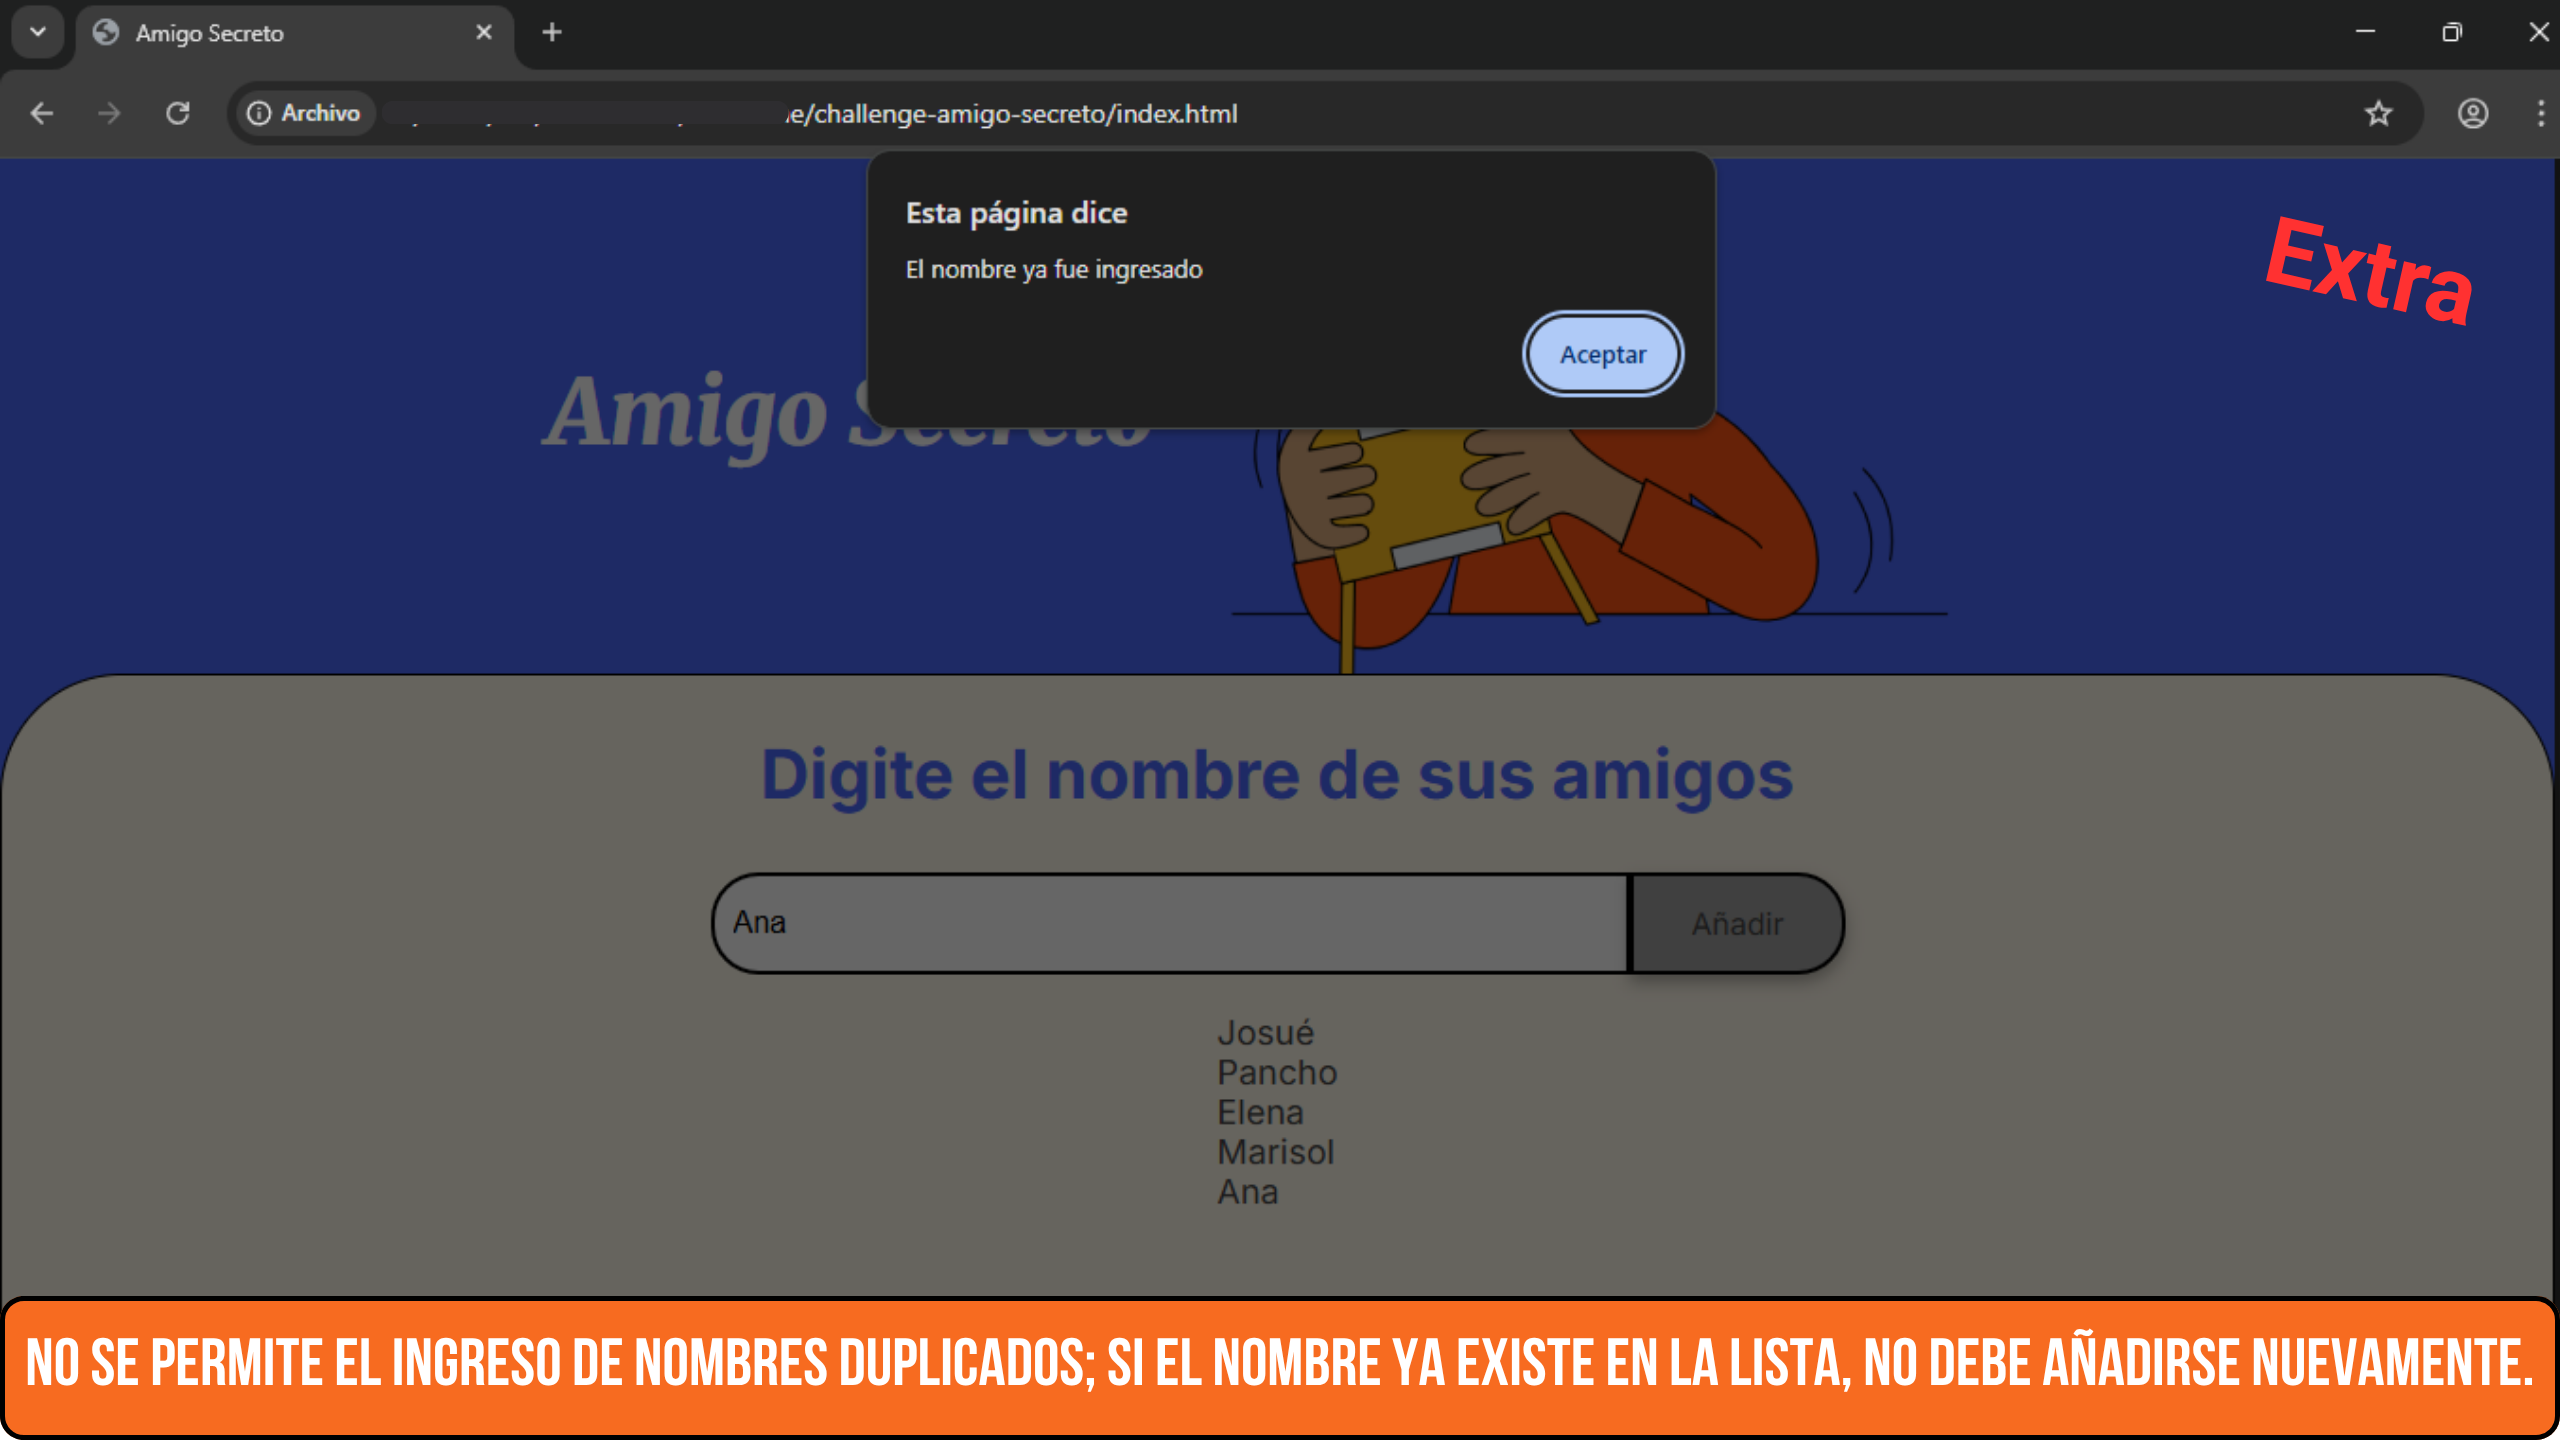 Amigo Secreto
Archivo
e/challenge-amigo-secreto/index.html
Esta página dice
El nombre ya fue ingresado
Aceptar
Extra
Amigo Secreto
Digite el nombre de sus amigos
Ana
Añadir
Josué
Pancho
Elena
Marisol
Ana
NO SE PERMITE EL INGRESO DE NOMBRES DUPLICADOS; SI EL NOMBRE YA EXISTE EN LA LISTA, NO DEBE AÑADIRSE NUEVAMENTE.